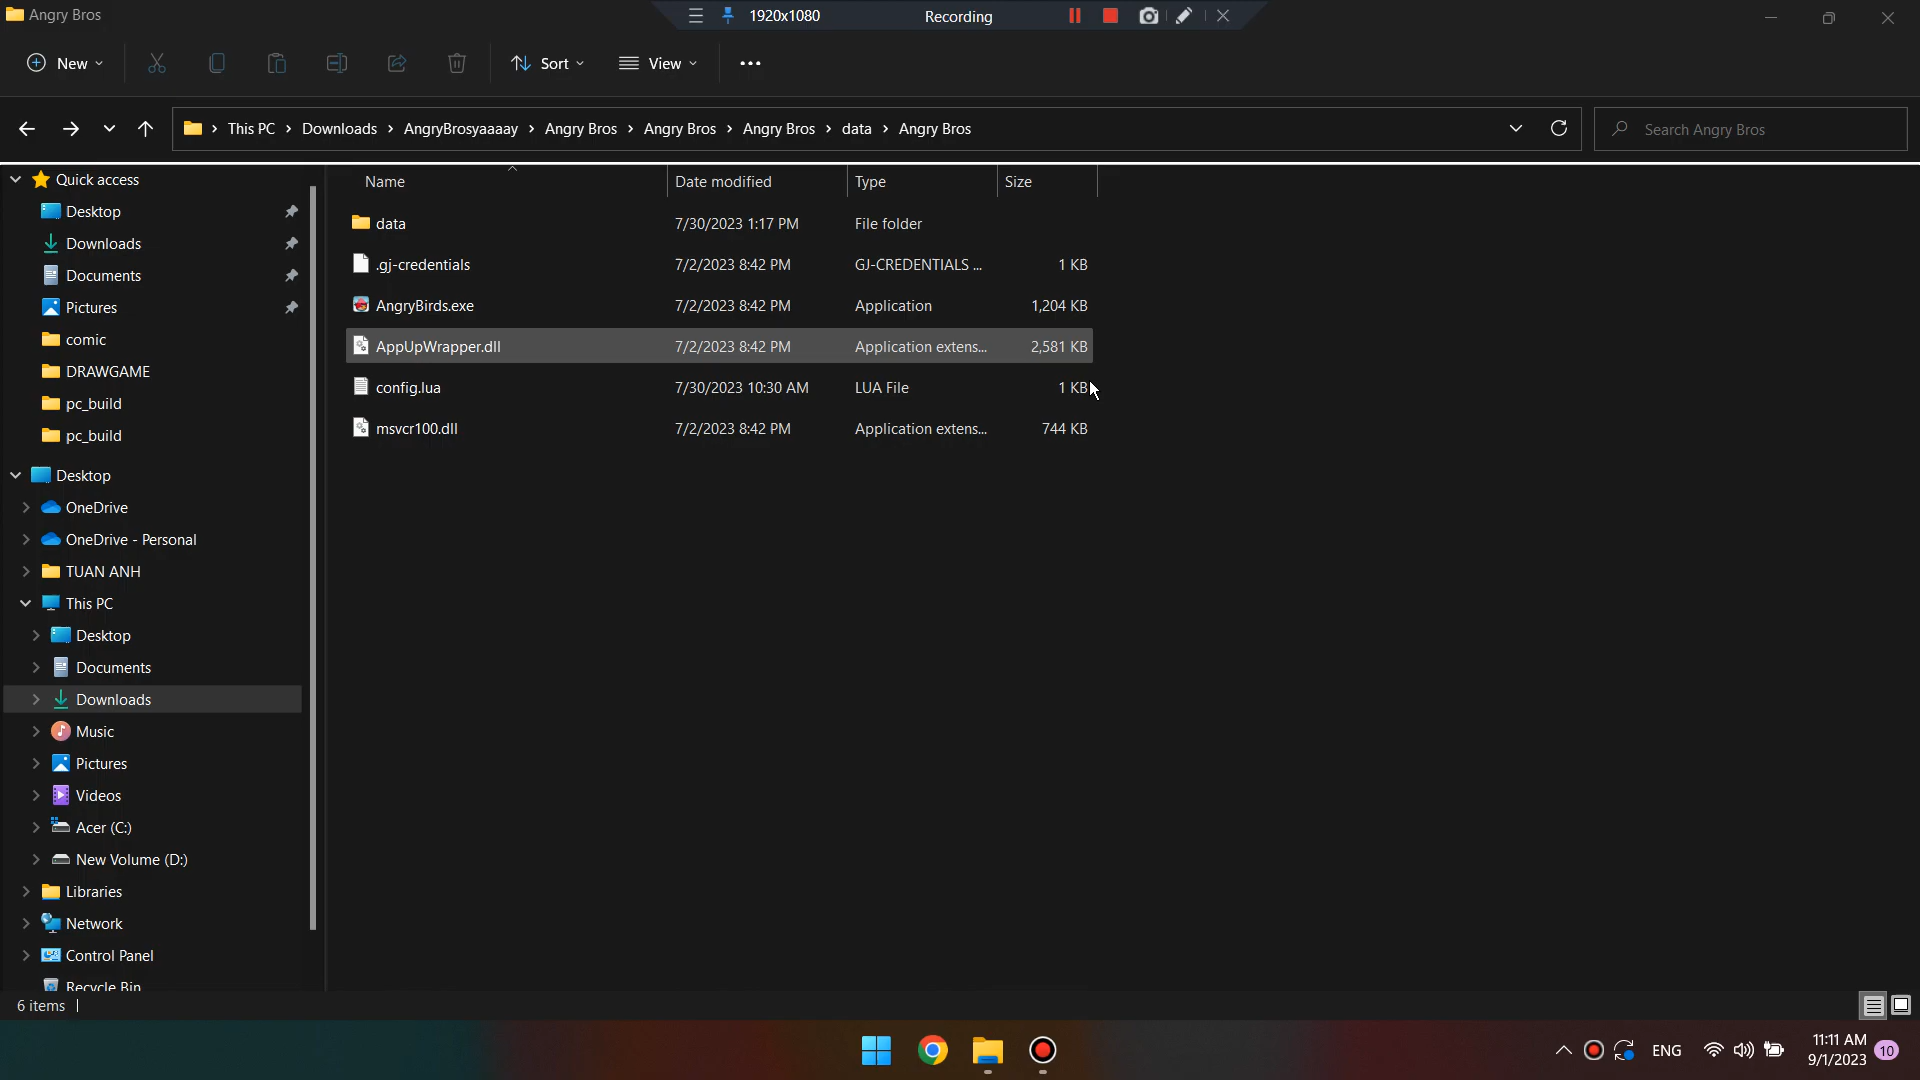 Angry Bros
1920x1080 Recording
New Sort View
This PC Downloads AngryBrosyaaaay Angry Bros Angry Bros Angry Bros data Angry Bros
Search Angry Bros
Quick access
Desktop
Downloads
Documents
Pictures
comic
DRAWGAME
pc_build
pc_build
Desktop
OneDrive
OneDrive - Personal
TUAN ANH
This PC
Desktop
Documents
Downloads
Music
Pictures
Videos
Acer (C:)
New Volume (D:)
Libraries
Network
Control Panel
Recycle Bin
Name Date modified Type Size
data 7/30/2023 1:17 PM File folder
.gj-credentials 7/2/2023 8:42 PM GJ-CREDENTIALS ... 1 KB
AngryBirds.exe 7/2/2023 8:42 PM Application 1,204 KB
AppUpWrapper.dll 7/2/2023 8:42 PM Application extens... 2,581 KB
config.lua 7/30/2023 10:30 AM LUA File 1 KB
msvcr100.dll 7/2/2023 8:42 PM Application extens... 744 KB
6 items
ENG
11:11 AM
9/1/2023
10